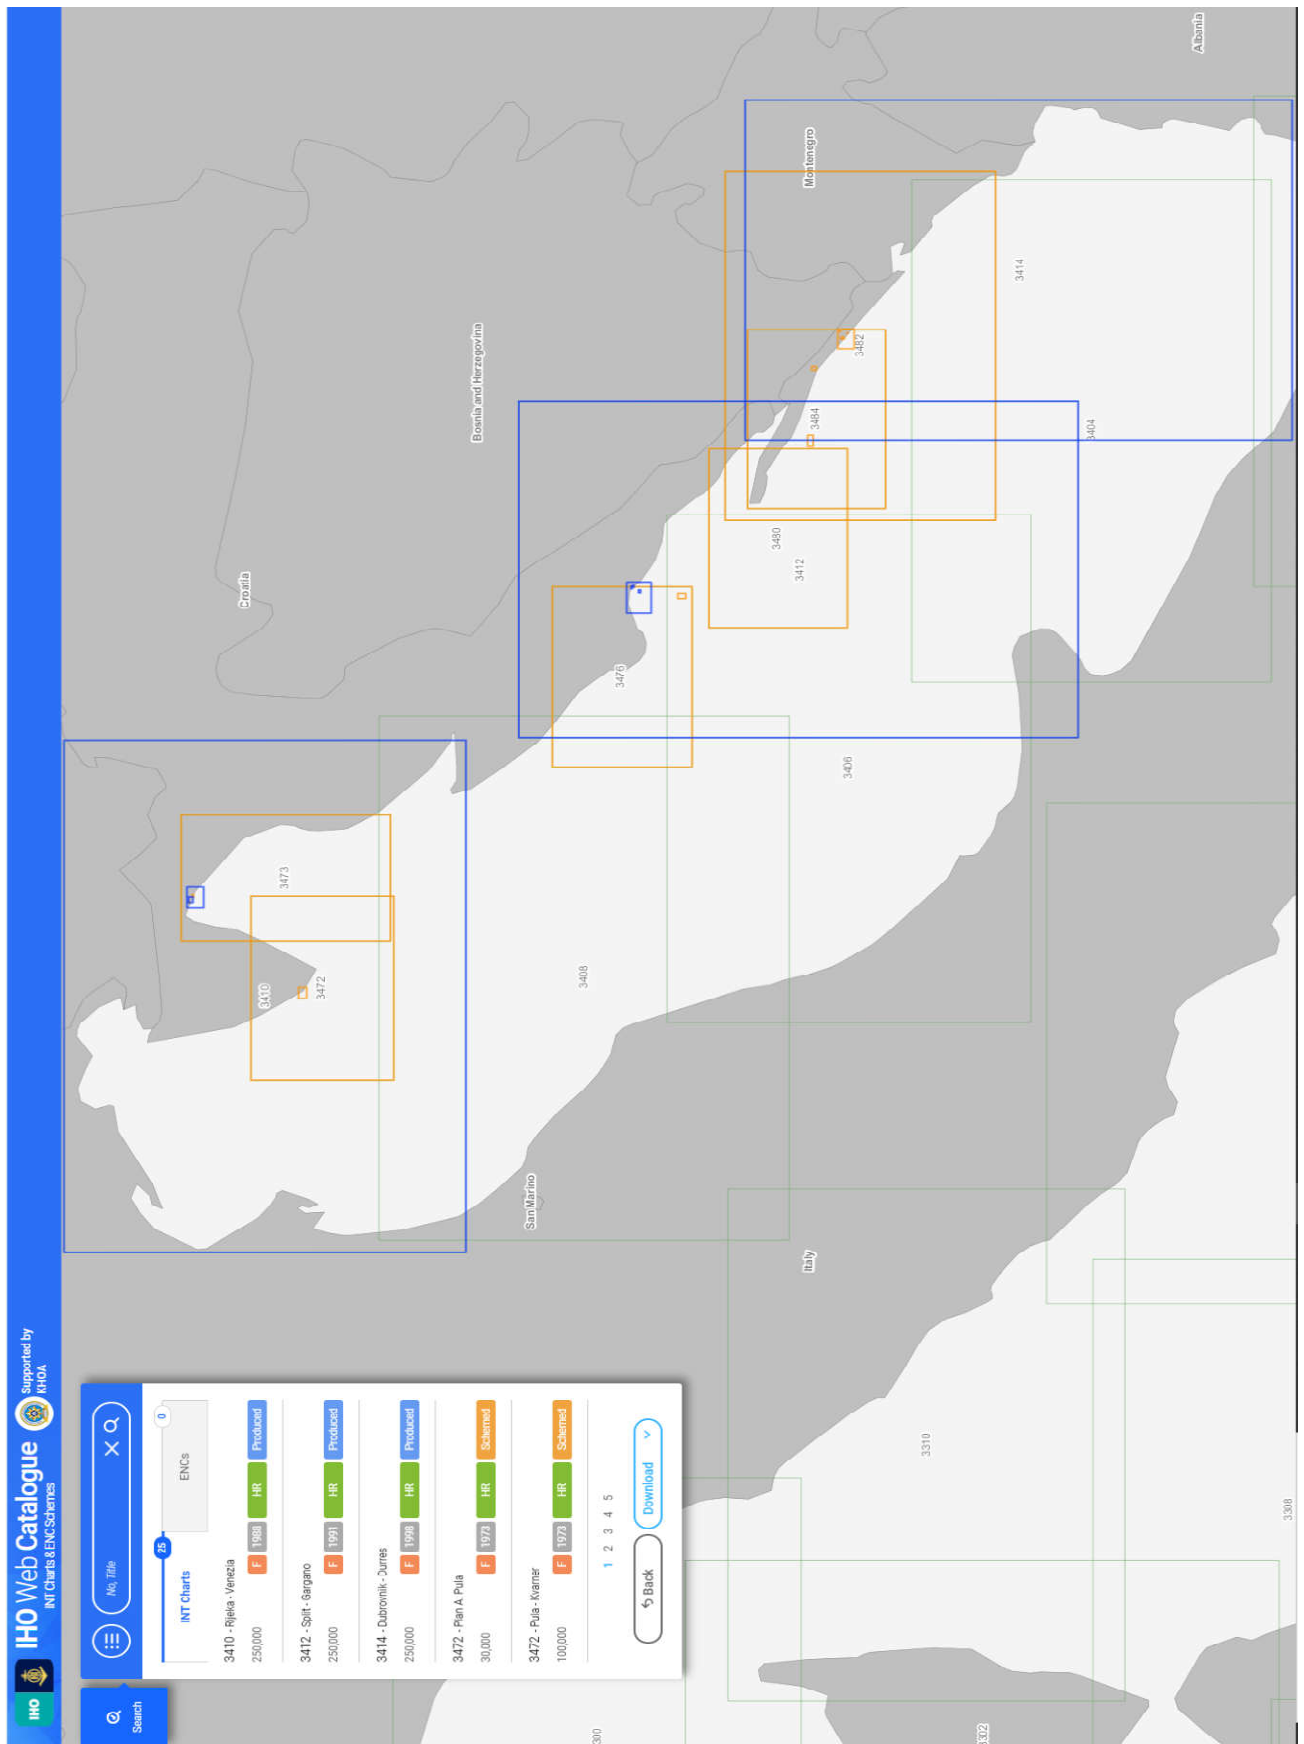 IHO
IHO Web Catalogue
INT Charts & ENC Schemes
Supported by
KHOA
Search
No, Title
INT Charts
25
ENCs
0
3410 - Rijeka - Venezia
250,000 F 1988 HR Produced
3412 - Split - Gargano
250,000 F 1991 HR Produced
3414 - Dubrovnik - Durres
250,000 F 1998 HR Produced
3472 - Plan A Pula
30,000 F 1973 HR Schemed
3472 - Pula - Kvarner
100,000 F 1973 HR Schemed
1 2 3 4 5
Back
Download
Croatia
Bosnia and Herzegovina
Montenegro
Albania
San Marino
Italy
3410
3473
3472
3408
3476
3406
3480
3412
3484
3482
3404
3414
3310
3308
3302